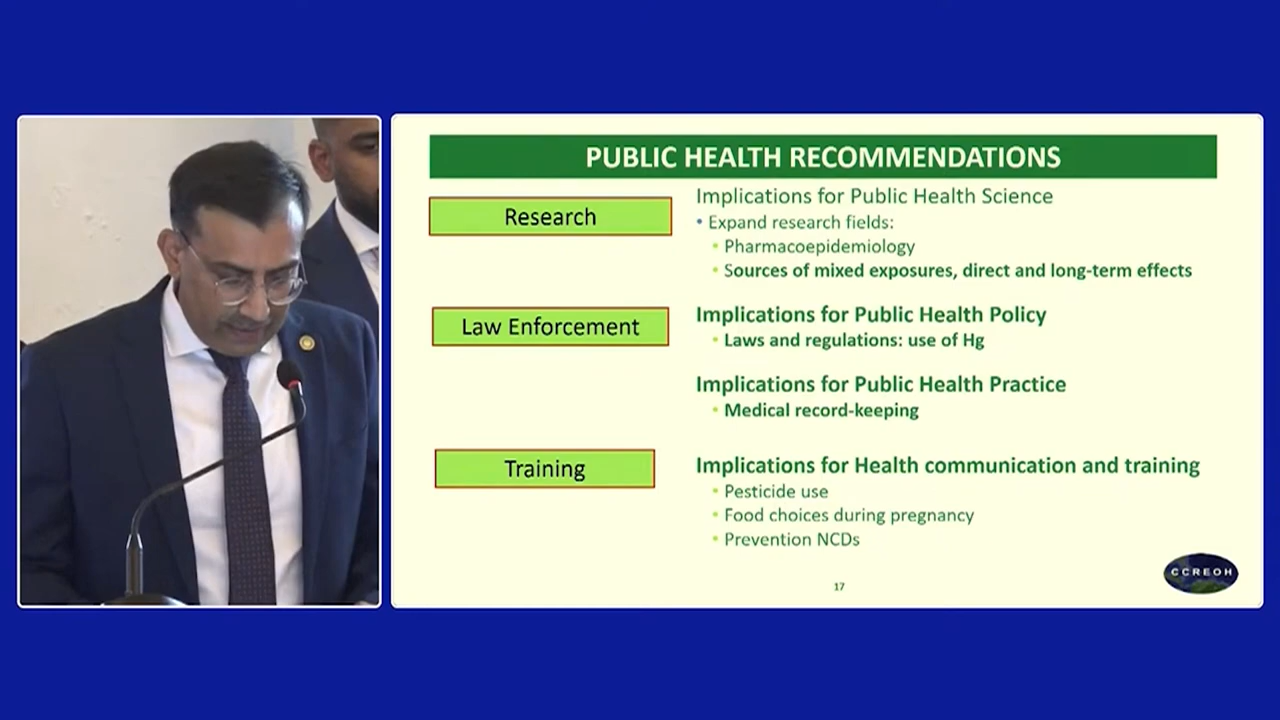 PUBLIC HEALTH RECOMMENDATIONS
Research
Implications for Public Health Science
• Expand research fields:
• Pharmacoepidemiology
• Sources of mixed exposures, direct and long-term effects
Law Enforcement
Implications for Public Health Policy
• Laws and regulations: use of Hg
Implications for Public Health Practice
• Medical record-keeping
Training
Implications for Health communication and training
• Pesticide use
• Food choices during pregnancy
• Prevention NCDs
17
CCREOH